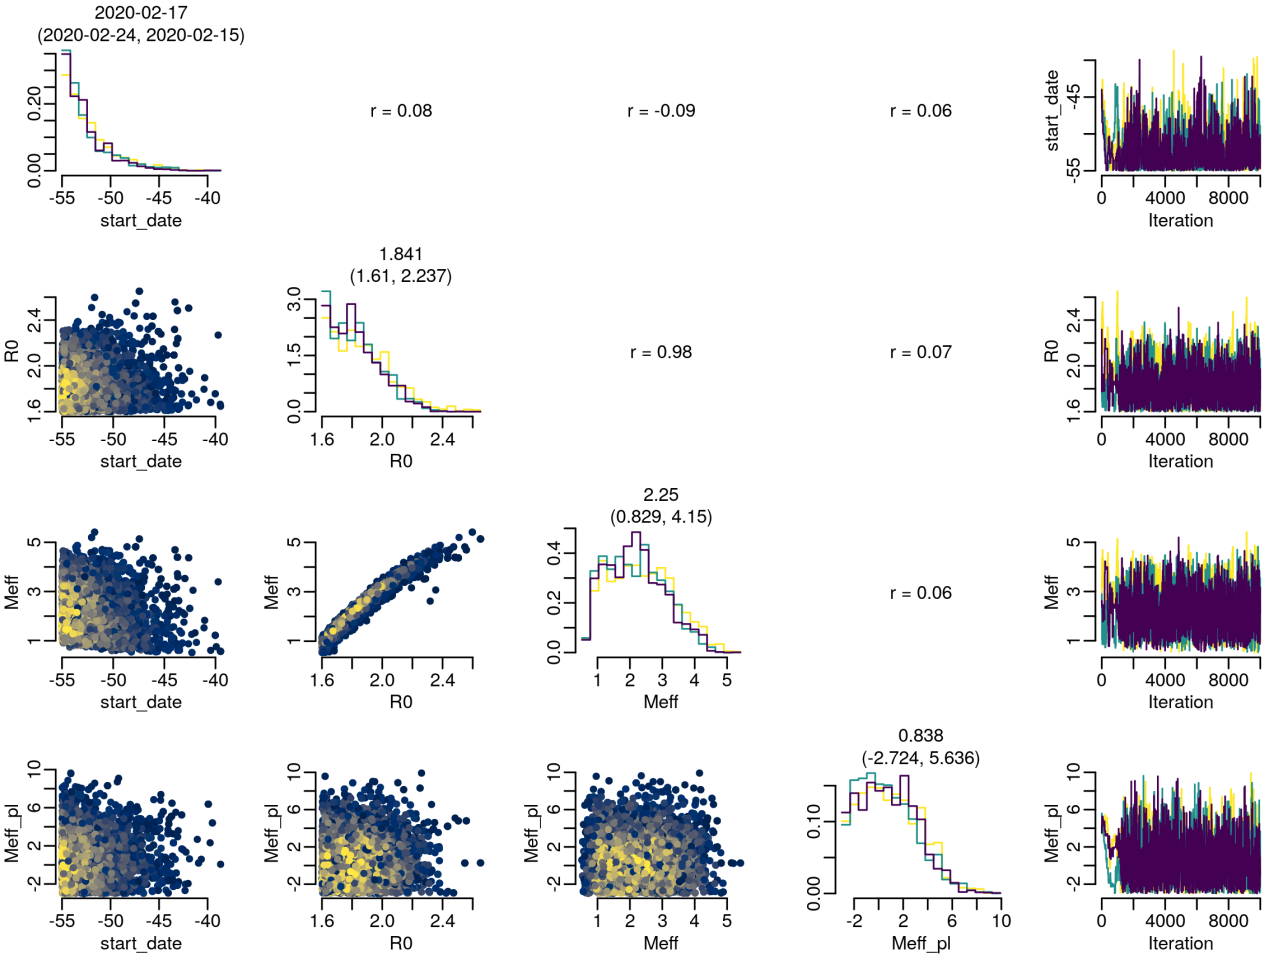 2020-02-17
(2020-02-24, 2020-02-15)
0.00 0.20
-55 -50 -45 -40
start_date
r = 0.08
r = -0.09
r = 0.06
start_date
-55 -45
0 4000 8000
Iteration
R0
1.6 2.0 2.4
-55 -50 -45 -40
start_date
1.841
(1.61, 2.237)
0.0 1.5 3.0
1.6 2.0 2.4
R0
r = 0.98
r = 0.07
R0
1.6 2.0 2.4
0 4000 8000
Iteration
Meff
1 3 5
-55 -50 -45 -40
start_date
Meff
1 3 5
1.6 2.0 2.4
R0
2.25
(0.829, 4.15)
0.0 0.2 0.4
1 2 3 4 5
Meff
r = 0.06
Meff
1 3 5
0 4000 8000
Iteration
Meff_pl
-2 2 6 10
-55 -50 -45 -40
start_date
Meff_pl
-2 2 6 10
1.6 2.0 2.4
R0
Meff_pl
-2 2 6 10
1 2 3 4 5
Meff
0.838
(-2.724, 5.636)
0.00 0.10
-2 2 6 10
Meff_pl
Meff_pl
-2 2 6 10
0 4000 8000
Iteration